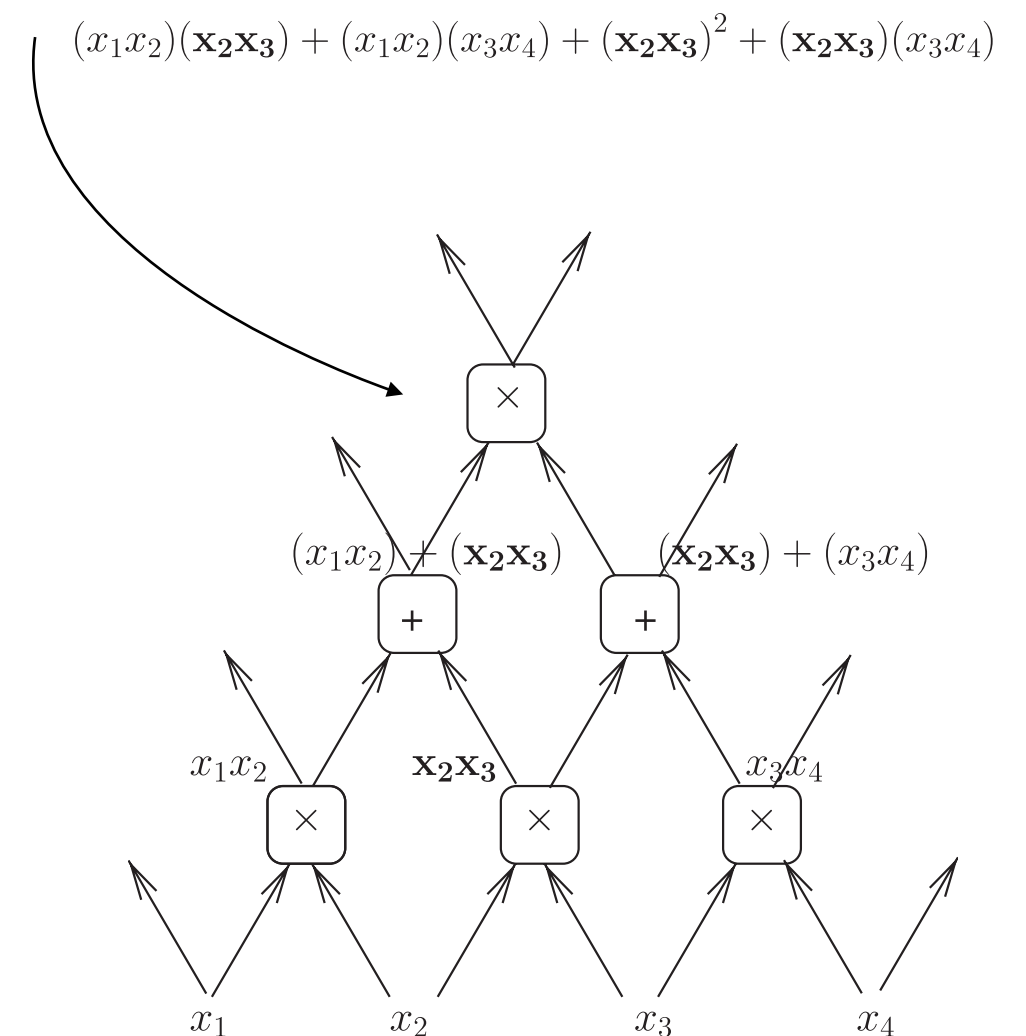 (x₁x₂)(𝐱₂𝐱₃) + (x₁x₂)(x₃x₄) + (𝐱₂𝐱₃)² + (𝐱₂𝐱₃)(x₃x₄)
×
(x₁x₂) + (𝐱₂𝐱₃) (𝐱₂𝐱₃) + (x₃x₄)
+ +
x₁x₂ 𝐱₂𝐱₃ x₃x₄
× × ×
x₁ x₂ x₃ x₄